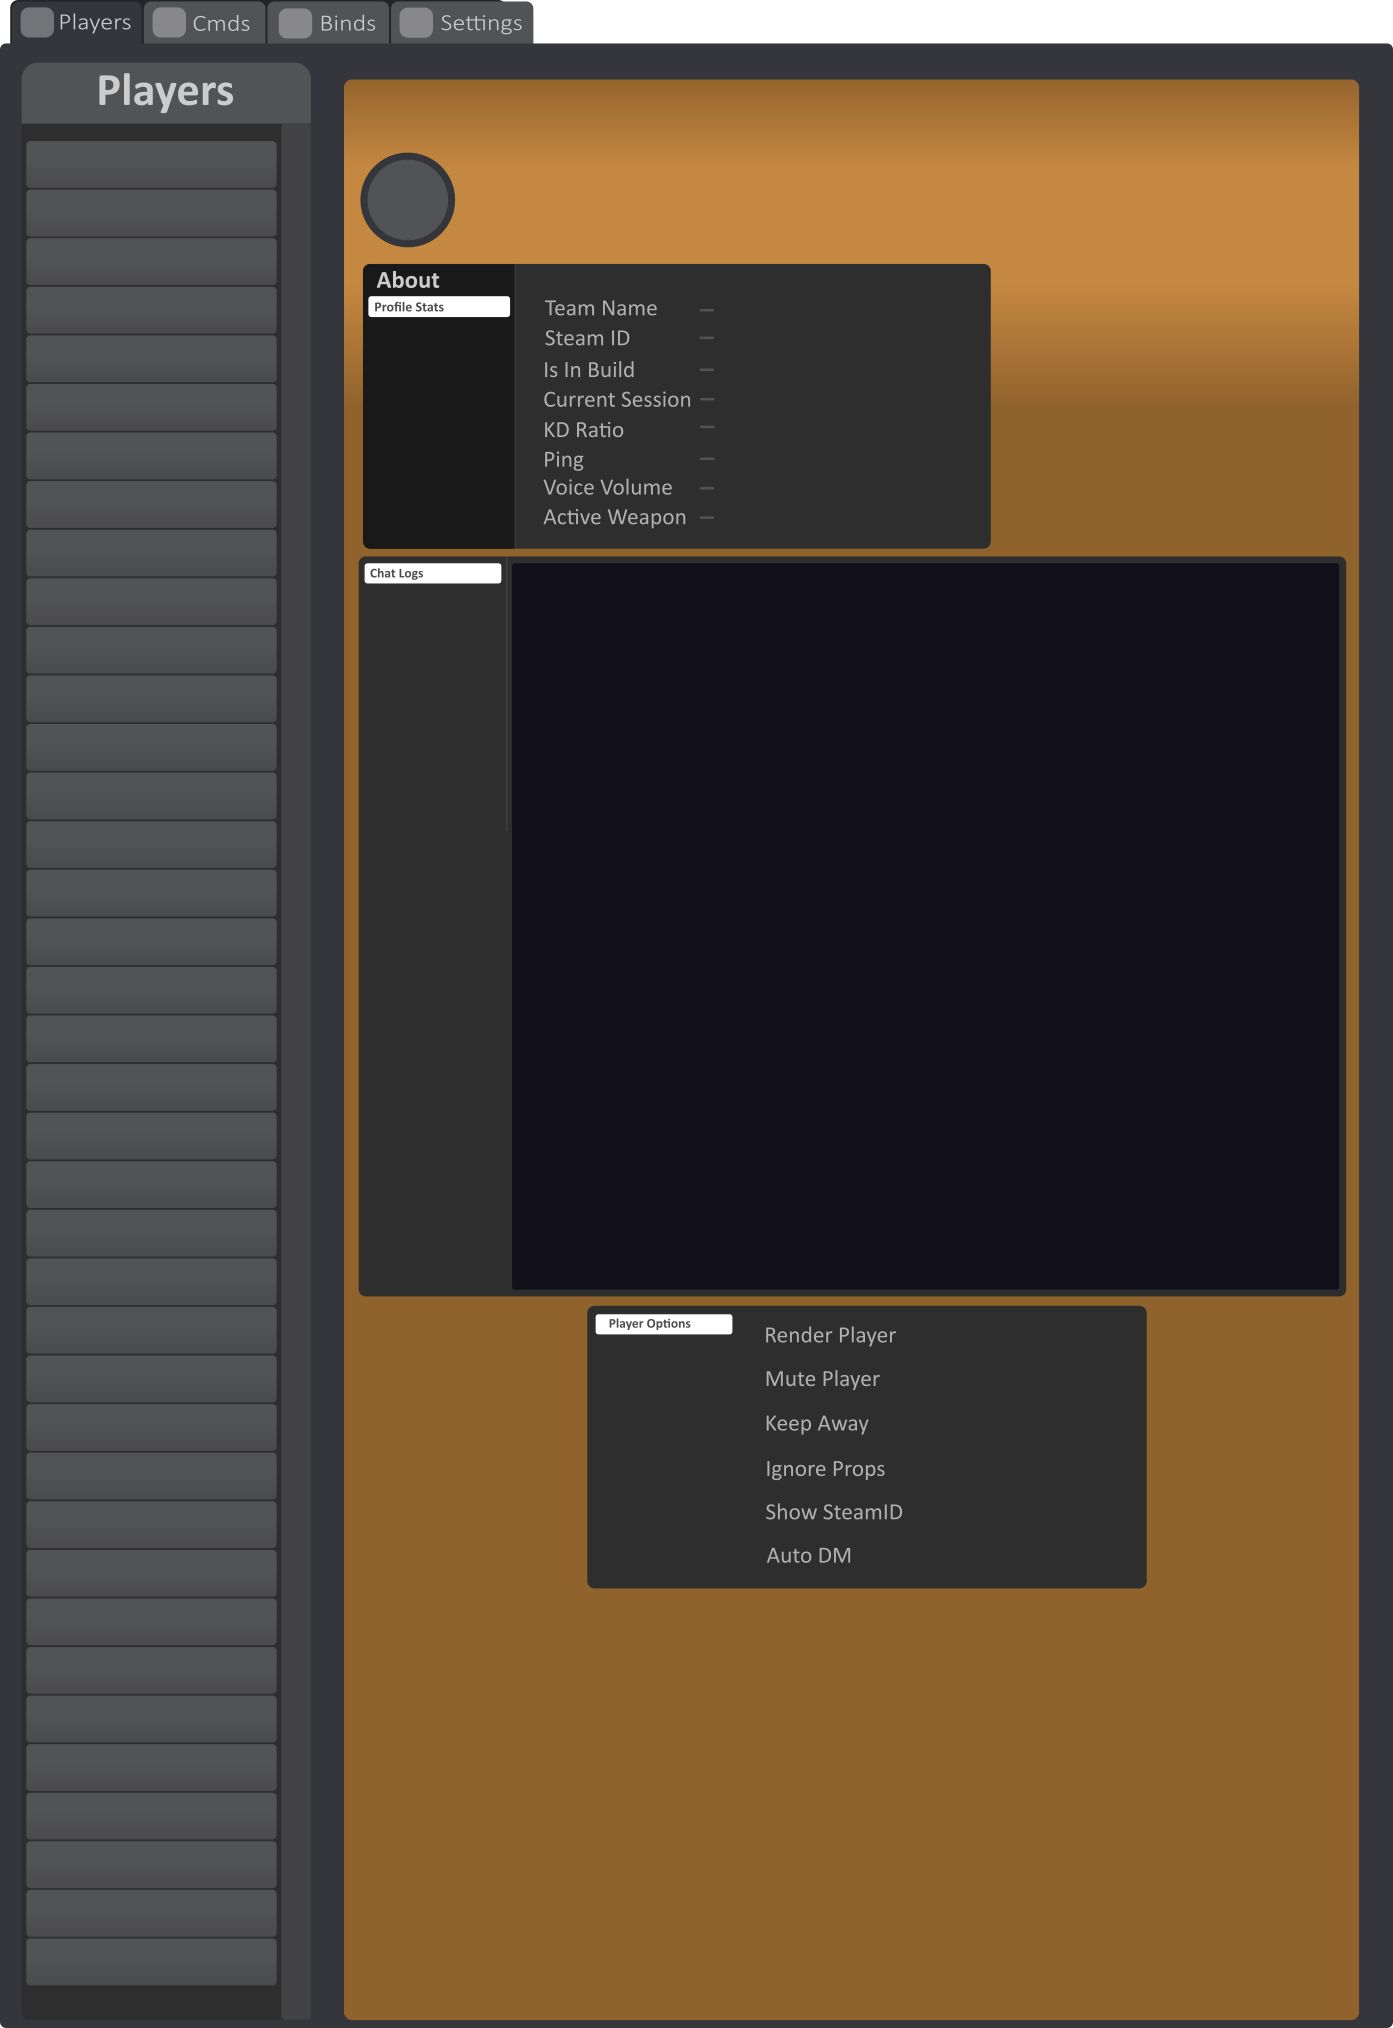 Players
Cmds
Binds
Settings
Players
About
Profile Stats
Team Name –
Steam ID –
Is In Build –
Current Session –
KD Ratio –
Ping –
Voice Volume –
Active Weapon –
Chat Logs
Player Options
Render Player
Mute Player
Keep Away
Ignore Props
Show SteamID
Auto DM